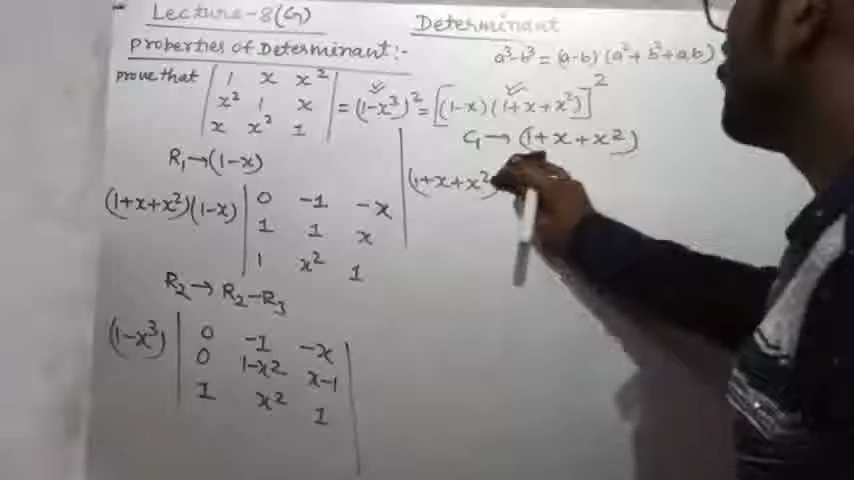 Lecture-8(G) Determinant
Properties of Determinant:- a³-b³=(a-b)(a²+b²+ab)
prove that | 1 x x² |
| x² 1 x | = (1-x³)² = [(1-x)(1+x+x²)]²
| x x² 1 |
C₁→(1+x+x²)
R₁→(1-x)
(1+x+x²)
(1+x+x²)(1-x) | 0 -1 -x
1 1 x
1 x² 1
R₂→R₂-R₃
(1-x³) | 0 -1 -x |
0 1-x² x-1
1 x² 1